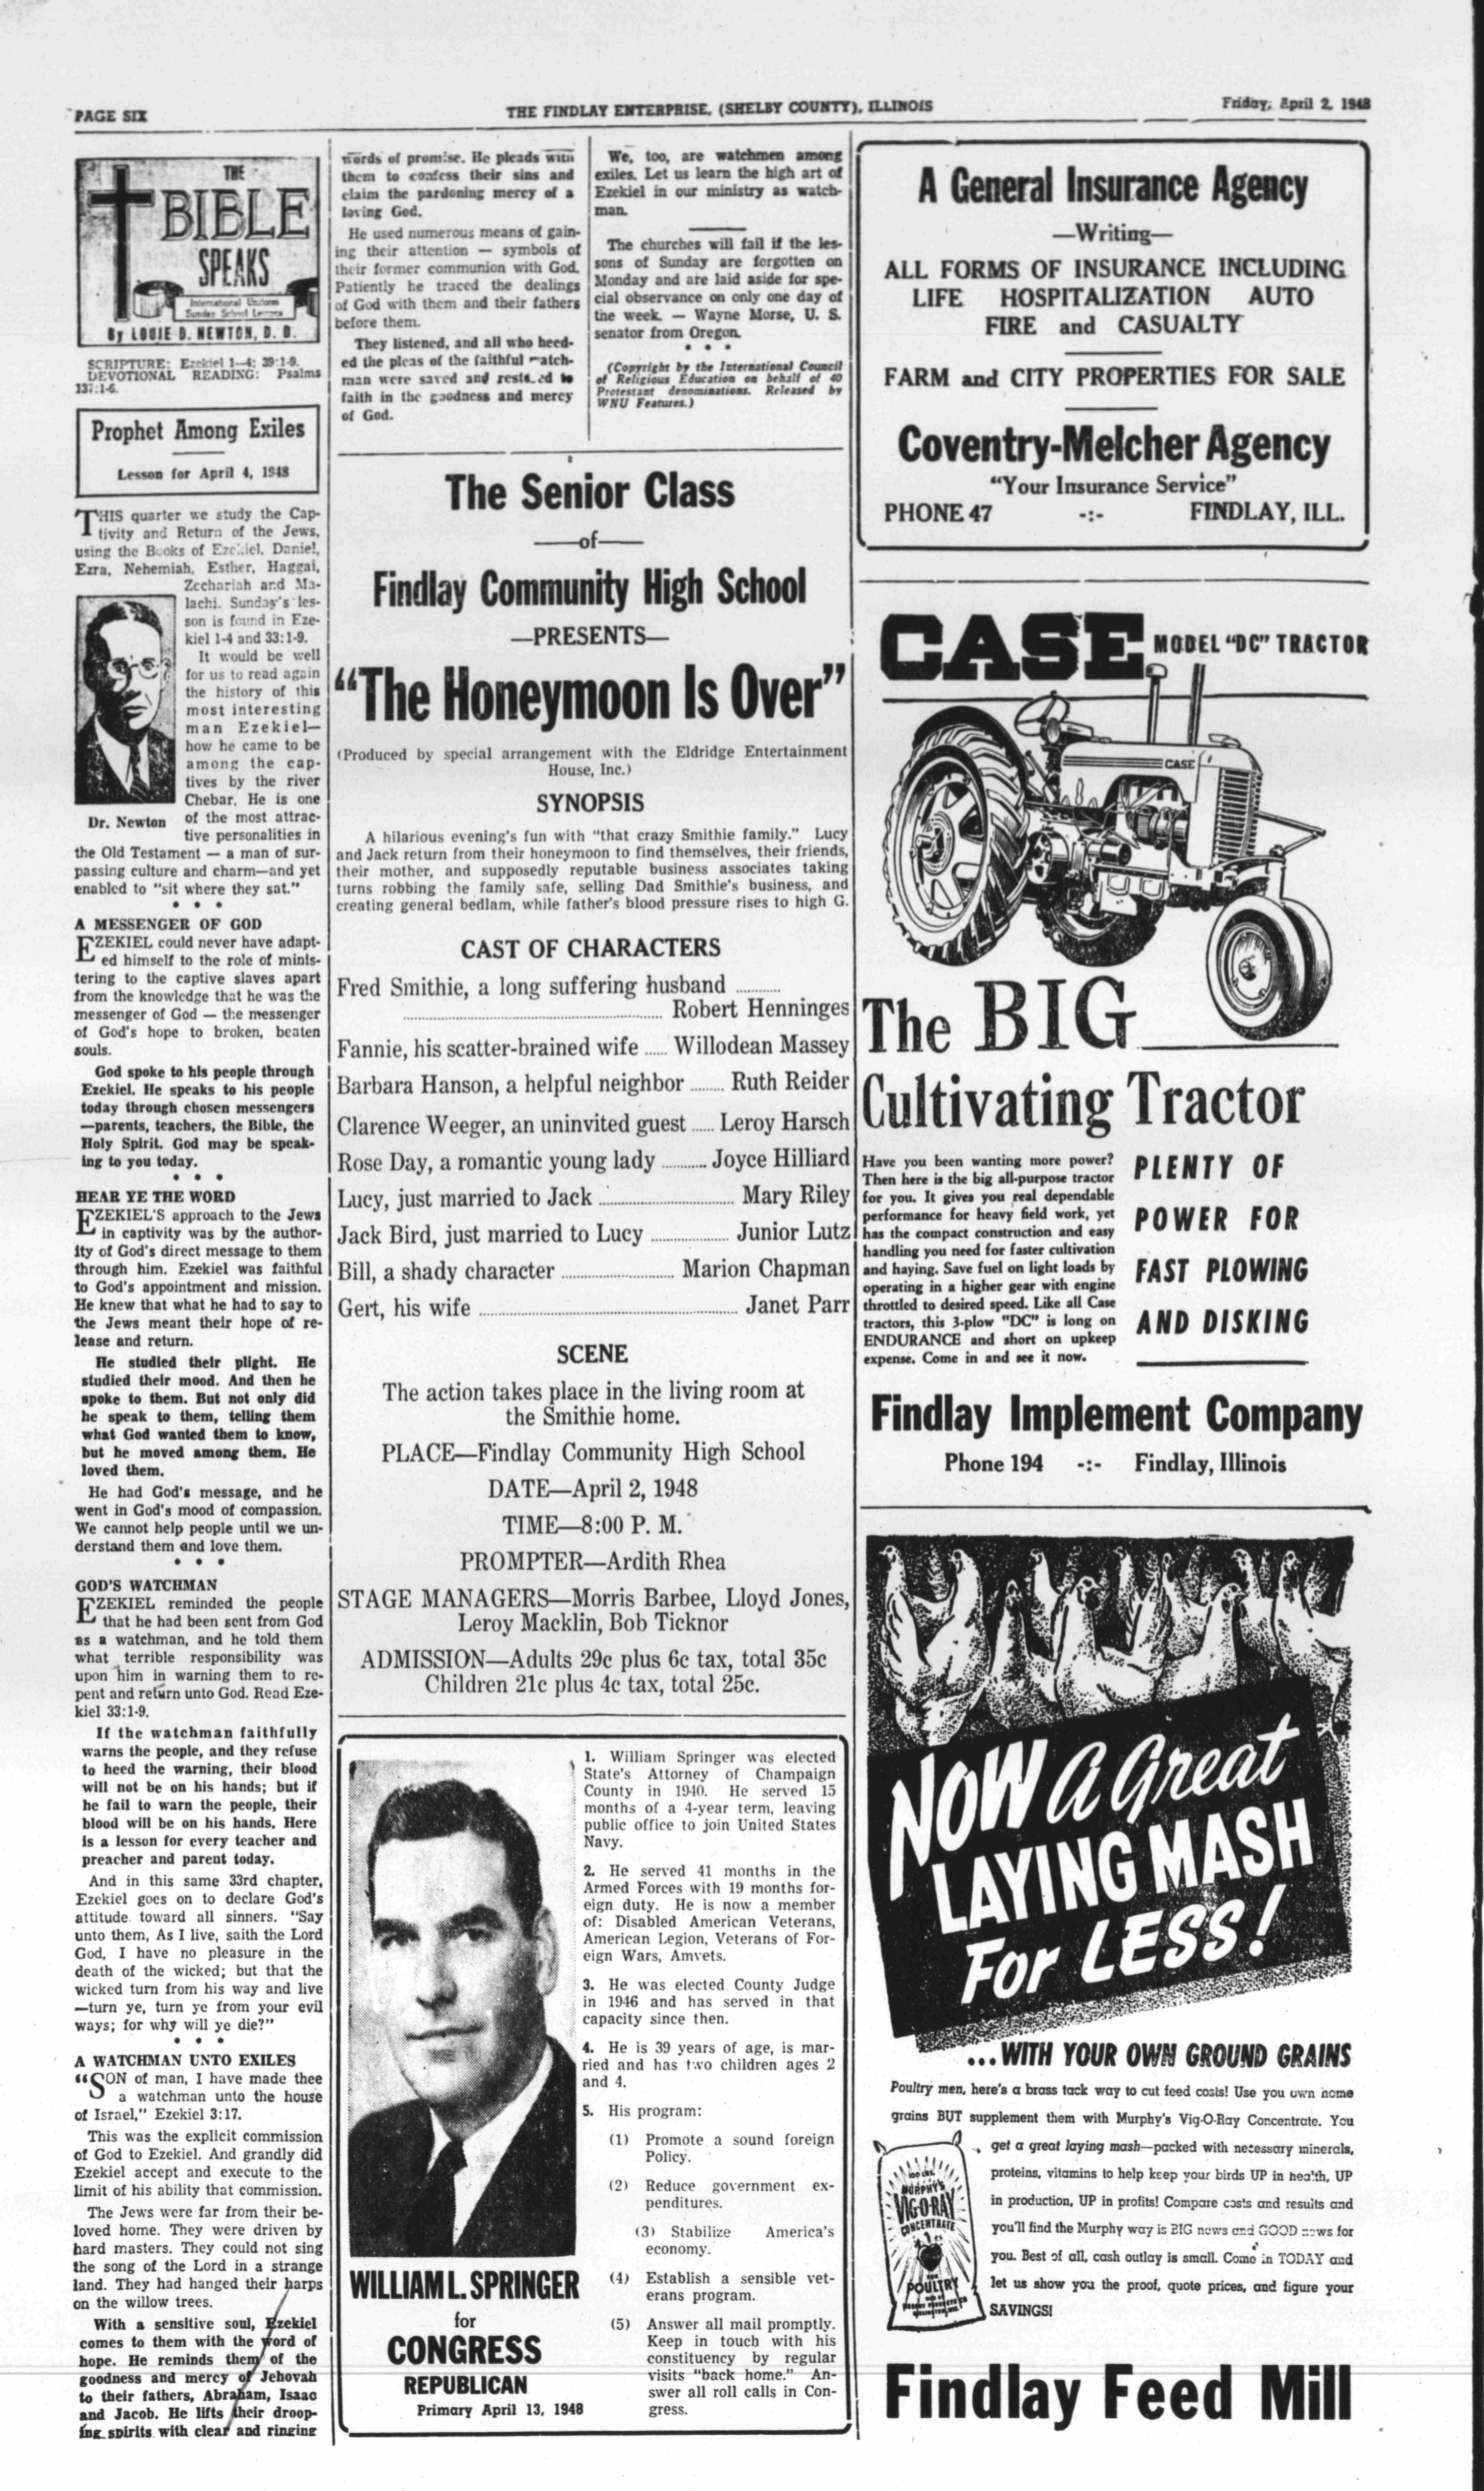 PAGE SIX
THE FINDLAY ENTERPRISE, (SHELBY COUNTY), ILLINOIS
Friday, April 2, 1948
THE
BIBLE
SPEAKS
International Uniform
Sunday School Lessons
By LOUIE D. NEWTON, D. D.
SCRIPTURE: Ezekiel 1—4; 39:1-9.
DEVOTIONAL READING: Psalms
137:1-6.
Prophet Among Exiles
Lesson for April 4, 1948
THIS quarter we study the Cap-
tivity and Return of the Jews,
using the Books of Ezekiel, Daniel,
Ezra, Nehemiah, Esther, Haggai,
Zechariah and Ma-
lachi. Sunday's les-
son is found in Eze-
kiel 1-4 and 33:1-9.
It would be well
for us to read again
the history of this
most interesting
man Ezekiel—
how he came to be
among the cap-
tives by the river
Chebar. He is one
of the most attrac-
tive personalities in
Dr. Newton
the Old Testament — a man of sur-
passing culture and charm—and yet
enabled to "sit where they sat."
• • •
A MESSENGER OF GOD
EZEKIEL could never have adapt-
ed himself to the role of minis-
tering to the captive slaves apart
from the knowledge that he was the
messenger of God — the messenger
of God's hope to broken, beaten
souls.
God spoke to his people through
Ezekiel. He speaks to his people
today through chosen messengers
—parents, teachers, the Bible, the
Holy Spirit. God may be speak-
ing to you today.
• • •
HEAR YE THE WORD
EZEKIEL'S approach to the Jews
in captivity was by the author-
ity of God's direct message to them
through him. Ezekiel was faithful
to God's appointment and mission.
He knew that what he had to say to
the Jews meant their hope of re-
lease and return.
He studied their plight. He
studied their mood. And then he
spoke to them. But not only did
he speak to them, telling them
what God wanted them to know,
but he moved among them. He
loved them.
He had God's message, and he
went in God's mood of compassion.
We cannot help people until we un-
derstand them and love them.
• • •
GOD'S WATCHMAN
EZEKIEL reminded the people
that he had been sent from God
as a watchman, and he told them
what terrible responsibility was
upon him in warning them to re-
pent and return unto God. Read Eze-
kiel 33:1-9.
If the watchman faithfully
warns the people, and they refuse
to heed the warning, their blood
will not be on his hands; but if
he fail to warn the people, their
blood will be on his hands. Here
is a lesson for every teacher and
preacher and parent today.
And in this same 33rd chapter,
Ezekiel goes on to declare God's
attitude toward all sinners. "Say
unto them, As I live, saith the Lord
God, I have no pleasure in the
death of the wicked; but that the
wicked turn from his way and live
—turn ye, turn ye from your evil
ways; for why will ye die?"
• • •
A WATCHMAN UNTO EXILES
"SON of man, I have made thee
a watchman unto the house
of Israel," Ezekiel 3:17.
This was the explicit commission
of God to Ezekiel. And grandly did
Ezekiel accept and execute to the
limit of his ability that commission.
The Jews were far from their be-
loved home. They were driven by
hard masters. They could not sing
the song of the Lord in a strange
land. They had hanged their harps
on the willow trees.
With a sensitive soul, Ezekiel
comes to them with the word of
hope. He reminds them of the
goodness and mercy of Jehovah
to their fathers, Abraham, Isaac
and Jacob. He lifts their droop-
ing spirits with clear and ringing
words of promise. He pleads with
them to confess their sins and
claim the pardoning mercy of a
loving God.
He used numerous means of gain-
ing their attention — symbols of
their former communion with God.
Patiently he traced the dealings
of God with them and their fathers
before them.
They listened, and all who heed-
ed the pleas of the faithful watch-
man were saved and restored to
faith in the goodness and mercy
of God.
We, too, are watchmen among
exiles. Let us learn the high art of
Ezekiel in our ministry as watch-
man.
The churches will fail if the les-
sons of Sunday are forgotten on
Monday and are laid aside for spe-
cial observance on only one day of
the week. — Wayne Morse, U. S.
senator from Oregon.
• • •
(Copyright by the International Council
of Religious Education on behalf of 40
Protestant denominations. Released by
WNU Features.)
The Senior Class
—of—
Findlay Community High School
—PRESENTS—
"The Honeymoon Is Over"
(Produced by special arrangement with the Eldridge Entertainment
House, Inc.)
SYNOPSIS
A hilarious evening's fun with "that crazy Smithie family." Lucy
and Jack return from their honeymoon to find themselves, their friends,
their mother, and supposedly reputable business associates taking
turns robbing the family safe, selling Dad Smithie's business, and
creating general bedlam, while father's blood pressure rises to high G.
CAST OF CHARACTERS
Fred Smithie, a long suffering husband ...........
........ Robert Henninges
Fannie, his scatter-brained wife ...... Willodean Massey
Barbara Hanson, a helpful neighbor ........ Ruth Reider
Clarence Weeger, an uninvited guest ...... Leroy Harsch
Rose Day, a romantic young lady ........... Joyce Hilliard
Lucy, just married to Jack ........ Mary Riley
Jack Bird, just married to Lucy ........ Junior Lutz
Bill, a shady character ........ Marion Chapman
Gert, his wife ........ Janet Parr
SCENE
The action takes place in the living room at
the Smithie home.
PLACE—Findlay Community High School
DATE—April 2, 1948
TIME—8:00 P. M.
PROMPTER—Ardith Rhea
STAGE MANAGERS—Morris Barbee, Lloyd Jones,
Leroy Macklin, Bob Ticknor
ADMISSION—Adults 29c plus 6c tax, total 35c
Children 21c plus 4c tax, total 25c.
WILLIAM L. SPRINGER
for
CONGRESS
REPUBLICAN
Primary April 13, 1948
1. William Springer was elected
State's Attorney of Champaign
County in 1940. He served 15
months of a 4-year term, leaving
public office to join United States
Navy.
2. He served 41 months in the
Armed Forces with 19 months for-
eign duty. He is now a member
of: Disabled American Veterans,
American Legion, Veterans of For-
eign Wars, Amvets.
3. He was elected County Judge
in 1946 and has served in that
capacity since then.
4. He is 39 years of age, is mar-
ried and has two children ages 2
and 4.
5. His program:
(1) Promote a sound foreign
Policy.
(2) Reduce government ex-
penditures.
(3) Stabilize America's
economy.
(4) Establish a sensible vet-
erans program.
(5) Answer all mail promptly.
Keep in touch with his
constituency by regular
visits "back home." An-
swer all roll calls in Con-
gress.
A General Insurance Agency
—Writing—
ALL FORMS OF INSURANCE INCLUDING
LIFE HOSPITALIZATION AUTO
FIRE and CASUALTY
FARM and CITY PROPERTIES FOR SALE
Coventry-Melcher Agency
"Your Insurance Service"
PHONE 47 -:- FINDLAY, ILL.
CASE MODEL "DC" TRACTOR
CASE
The BIG
Cultivating Tractor
Have you been wanting more power?
Then here is the big all-purpose tractor
for you. It gives you real dependable
performance for heavy field work, yet
has the compact construction and easy
handling you need for faster cultivation
and haying. Save fuel on light loads by
operating in a higher gear with engine
throttled to desired speed. Like all Case
tractors, this 3-plow "DC" is long on
ENDURANCE and short on upkeep
expense. Come in and see it now.
PLENTY OF
POWER FOR
FAST PLOWING
AND DISKING
Findlay Implement Company
Phone 194 -:- Findlay, Illinois
NOW A Great
LAYING MASH
For LESS!
...WITH YOUR OWN GROUND GRAINS
Poultry men, here's a brass tack way to cut feed costs! Use you own home
grains BUT supplement them with Murphy's Vig-O-Ray Concentrate. You
get a great laying mash—packed with necessary minerals,
proteins, vitamins to help keep your birds UP in health, UP
in production, UP in profits! Compare costs and results and
you'll find the Murphy way is BIG news and GOOD news for
you. Best of all, cash outlay is small. Come in TODAY and
let us show you the proof, quote prices, and figure your
SAVINGS!
100 LBS.
MURPHY'S
VIG-O-RAY
CONCENTRATE
FOR
POULTRY
Findlay Feed Mill